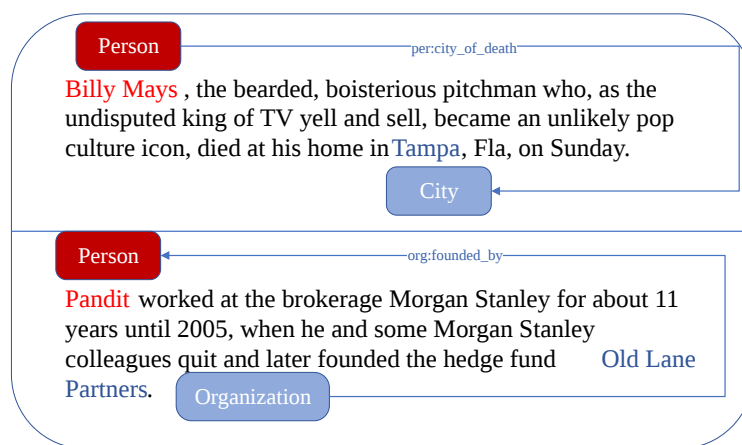 Person
per:city_of_death
Billy Mays , the bearded, boisterious pitchman who, as the
undisputed king of TV yell and sell, became an unlikely pop
culture icon, died at his home in Tampa, Fla, on Sunday.
City
Person
org:founded_by
Pandit worked at the brokerage Morgan Stanley for about 11
years until 2005, when he and some Morgan Stanley
colleagues quit and later founded the hedge fund Old Lane
Partners.
Organization